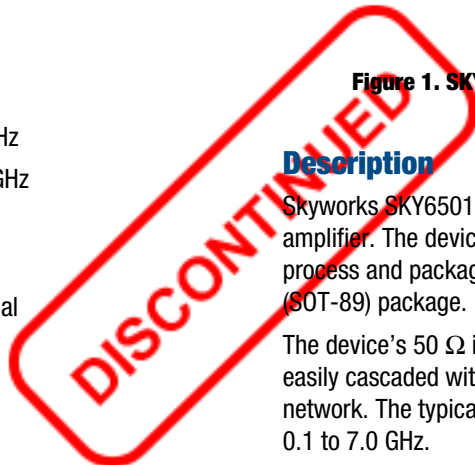 Hz
GHz
al
DISCONTINUED
Figure 1. SKY
Description
Skyworks SKY6501
amplifier. The devic
process and packag
(SOT-89) package.
The device's 50 Ω i
easily cascaded wit
network. The typica
0.1 to 7.0 GHz.